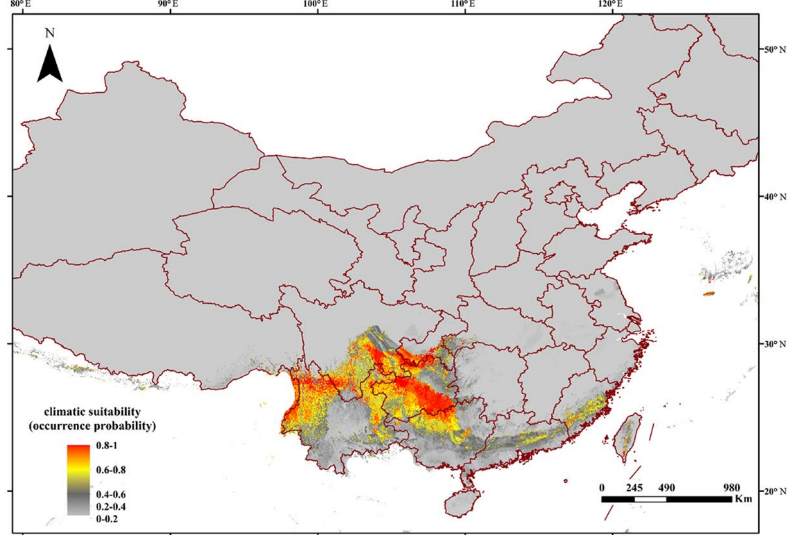 80°E 90°E 100°E 110°E 120°E
N
50°N
40°N
30°N
20°N
climatic suitability
(occurrence probability)
0.8-1
0.6-0.8
0.4-0.6
0.2-0.4
0-0.2
0 245 490 980
Km